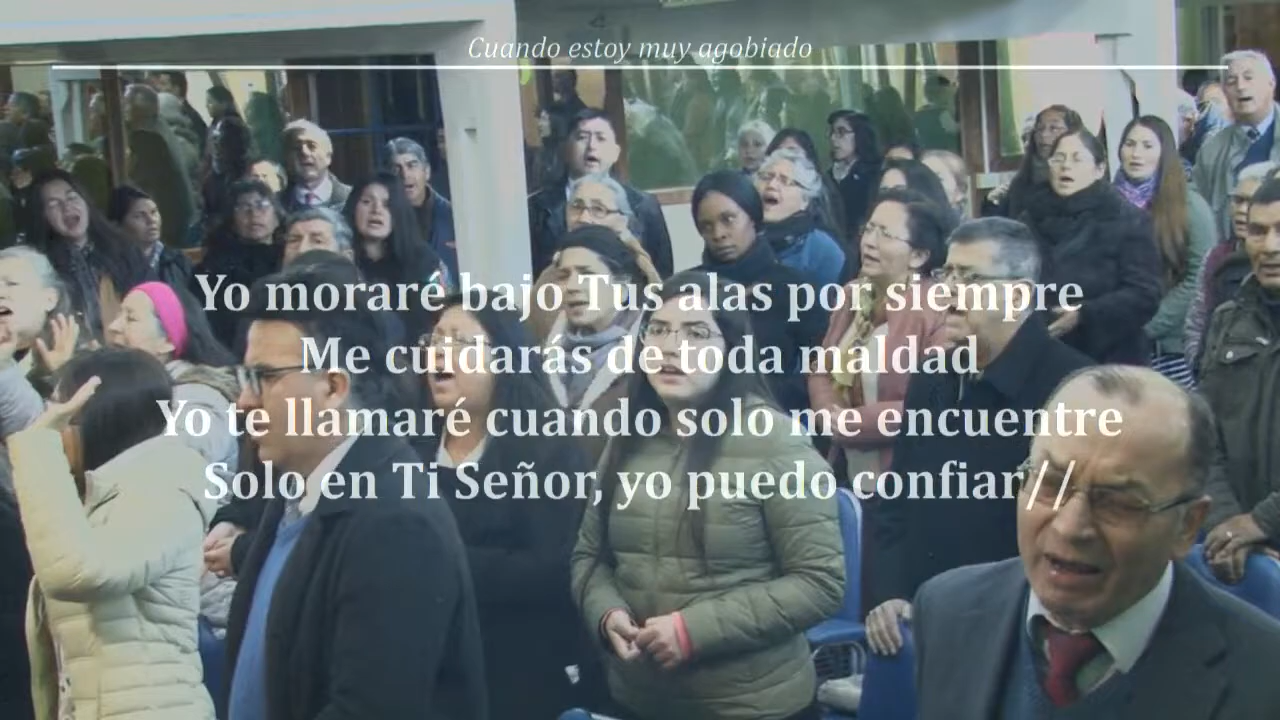 Cuando estoy muy agobiado
Yo moraré bajo Tus alas por siempre
Me cuidarás de toda maldad
Yo te llamaré cuando solo me encuentre
Solo en Ti Señor, yo puedo confiar//